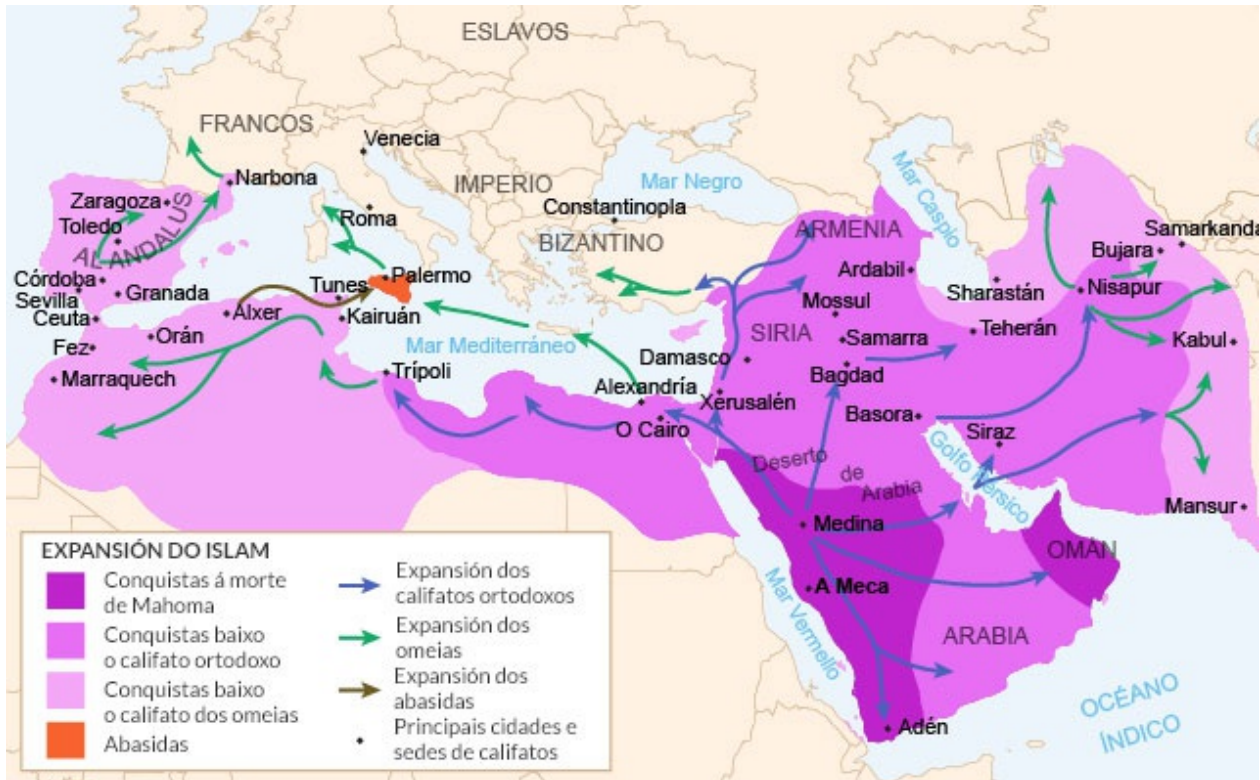 ESLAVOS
FRANCOS
Venecia
Narbona
Zaragoza
Toledo
AL ANDALUS
Roma
IMPERIO
BIZANTINO
Mar Negro
Constantinopla
Mar Caspio
ARMENIA
Ardabil
Samarkanda
Bujara
Córdoba
Sevilla
Granada
Ceuta
Tunes
Palermo
Mossul
Sharastán
Nisapur
Alxer
Kairuán
Orán
Fez
Mar Mediterráneo
SIRIA
Samarra
Teherán
Kabul
Marraquech
Trípoli
Damasco
Bagdad
Alexandría
Xerusalén
O Cairo
Basora
Siraz
Golfo Pérsico
Deserto
de Arabia
Mansur
Medina
OMÁN
A Meca
Mar Vermello
ARABIA
Adén
OCÉANO
ÍNDICO
EXPANSIÓN DO ISLAM
Conquistas á morte
de Mahoma
Conquistas baixo
o califato ortodoxo
Conquistas baixo
o califato dos omeias
Abasidas
Expansión dos
califatos ortodoxos
Expansión dos
omeias
Expansión dos
abasidas
Principais cidades e
sedes de califatos